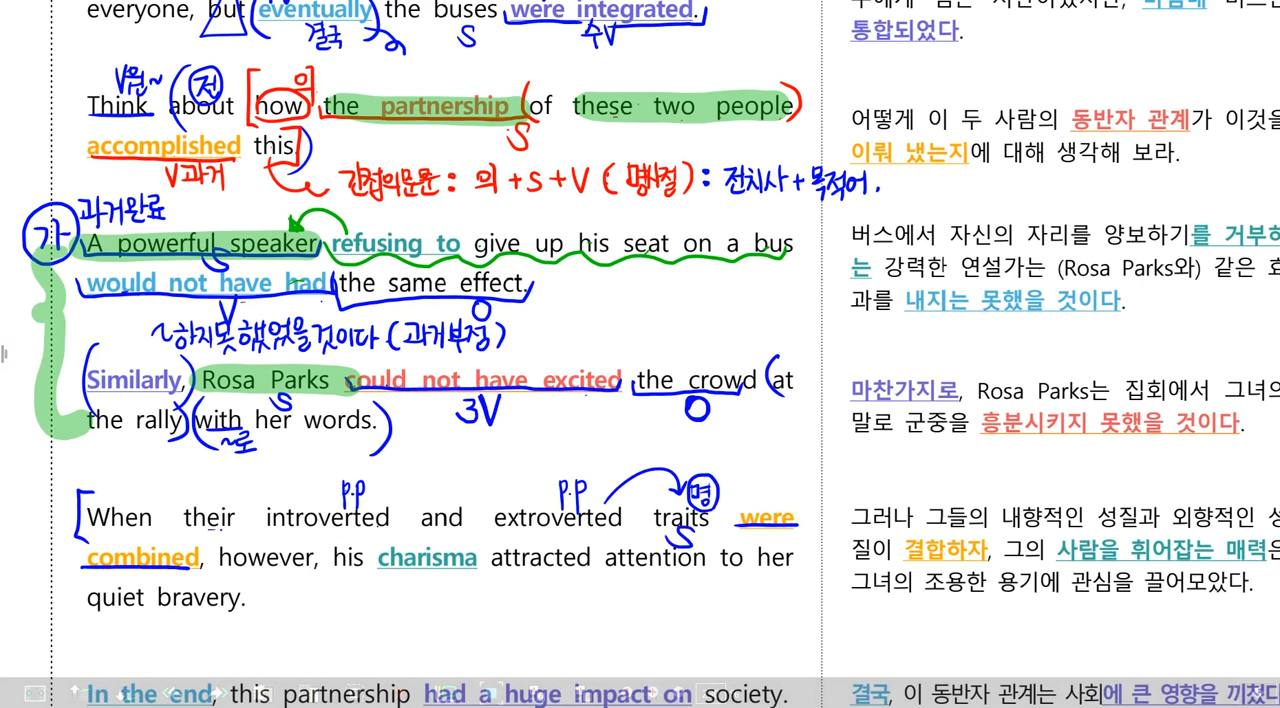 everyone, but eventually the buses were integrated.
결국 S 수V
V원~ 전 의
Think about how the partnership of these two people
S
accomplished this.
V과거
간접의문문 : 의 + S + V ( 명사절 ) : 전치사 + 목적어.
가 과거완료
A powerful speaker refusing to give up his seat on a bus
S
would not have had the same effect.
V O
~하지 못했었을 것이다 ( 과거부정 )
Similarly, Rosa Parks could not have excited the crowd at
S 3V O
the rally with her words.
~로
p.p p.p 명
When their introverted and extroverted traits were
S
combined, however, his charisma attracted attention to her
quiet bravery.
In the end, this partnership had a huge impact on society.
통합되었다.
어떻게 이 두 사람의 동반자 관계가 이것을
이뤄 냈는지에 대해 생각해 보라.
버스에서 자신의 자리를 양보하기를 거부하
는 강력한 연설가는 (Rosa Parks와) 같은 효
과를 내지는 못했을 것이다.
마찬가지로, Rosa Parks는 집회에서 그녀의
말로 군중을 흥분시키지 못했을 것이다.
그러나 그들의 내향적인 성질과 외향적인 성
질이 결합하자, 그의 사람을 휘어잡는 매력은
그녀의 조용한 용기에 관심을 끌어모았다.
결국, 이 동반자 관계는 사회에 큰 영향을 끼쳤다